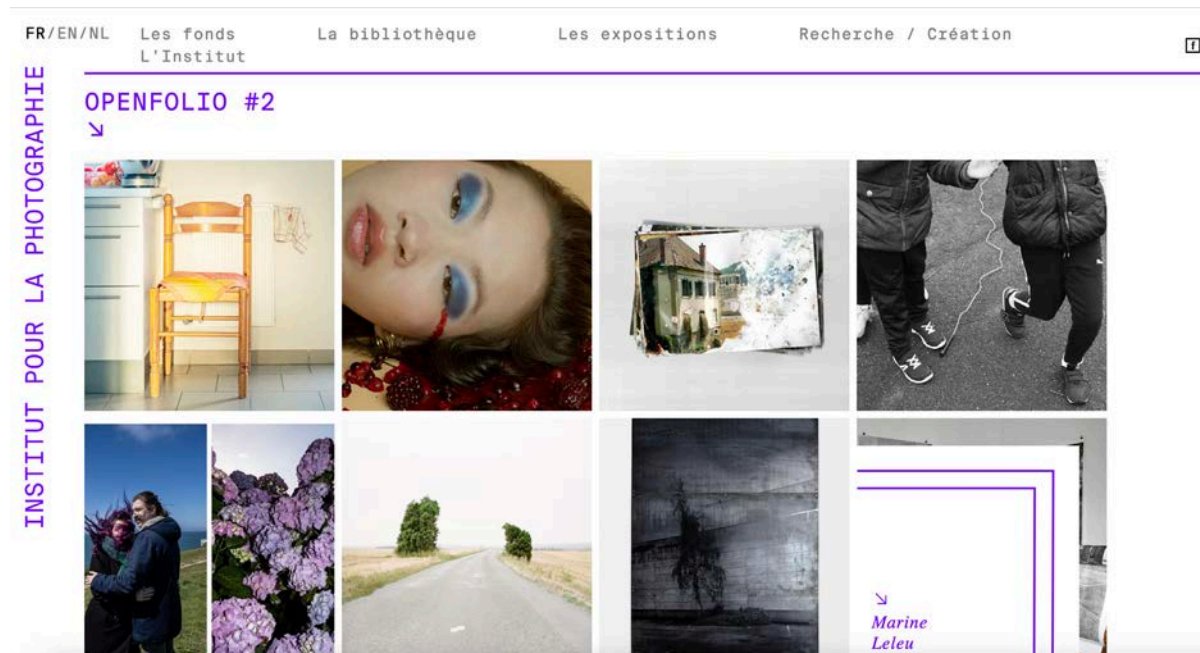 FR/EN/NL
Les fonds
La bibliothèque
Les expositions
Recherche / Création
L'Institut
INSTITUT POUR LA PHOTOGRAPHIE
OPENFOLIO #2
Marine
Leleu